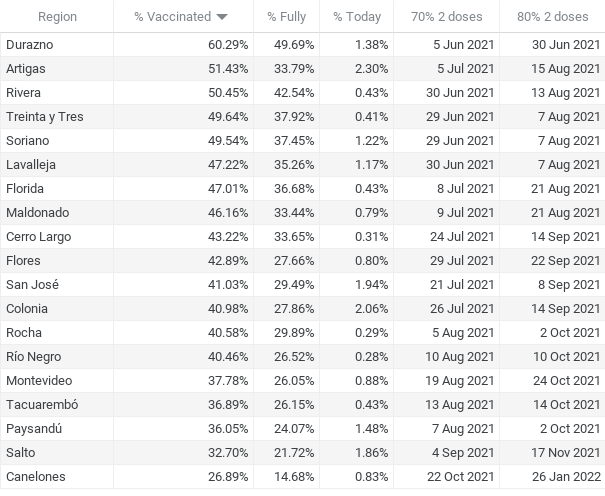 Region % Vaccinated % Fully % Today 70% 2 doses 80% 2 doses
Durazno 60.29% 49.69% 1.38% 5 Jun 2021 30 Jun 2021
Artigas 51.43% 33.79% 2.30% 5 Jul 2021 15 Aug 2021
Rivera 50.45% 42.54% 0.43% 30 Jun 2021 13 Aug 2021
Treinta y Tres 49.64% 37.92% 0.41% 29 Jun 2021 7 Aug 2021
Soriano 49.54% 37.45% 1.22% 29 Jun 2021 7 Aug 2021
Lavalleja 47.22% 35.26% 1.17% 30 Jun 2021 7 Aug 2021
Florida 47.01% 36.68% 0.43% 8 Jul 2021 21 Aug 2021
Maldonado 46.16% 33.44% 0.79% 9 Jul 2021 21 Aug 2021
Cerro Largo 43.22% 33.65% 0.31% 24 Jul 2021 14 Sep 2021
Flores 42.89% 27.66% 0.80% 29 Jul 2021 22 Sep 2021
San José 41.03% 29.49% 1.94% 21 Jul 2021 8 Sep 2021
Colonia 40.98% 27.86% 2.06% 26 Jul 2021 14 Sep 2021
Rocha 40.58% 29.89% 0.29% 5 Aug 2021 2 Oct 2021
Río Negro 40.46% 26.52% 0.28% 10 Aug 2021 10 Oct 2021
Montevideo 37.78% 26.05% 0.88% 19 Aug 2021 24 Oct 2021
Tacuarembó 36.89% 26.15% 0.43% 13 Aug 2021 14 Oct 2021
Paysandú 36.05% 24.07% 1.48% 7 Aug 2021 2 Oct 2021
Salto 32.70% 21.72% 1.86% 4 Sep 2021 17 Nov 2021
Canelones 26.89% 14.68% 0.83% 22 Oct 2021 26 Jan 2022